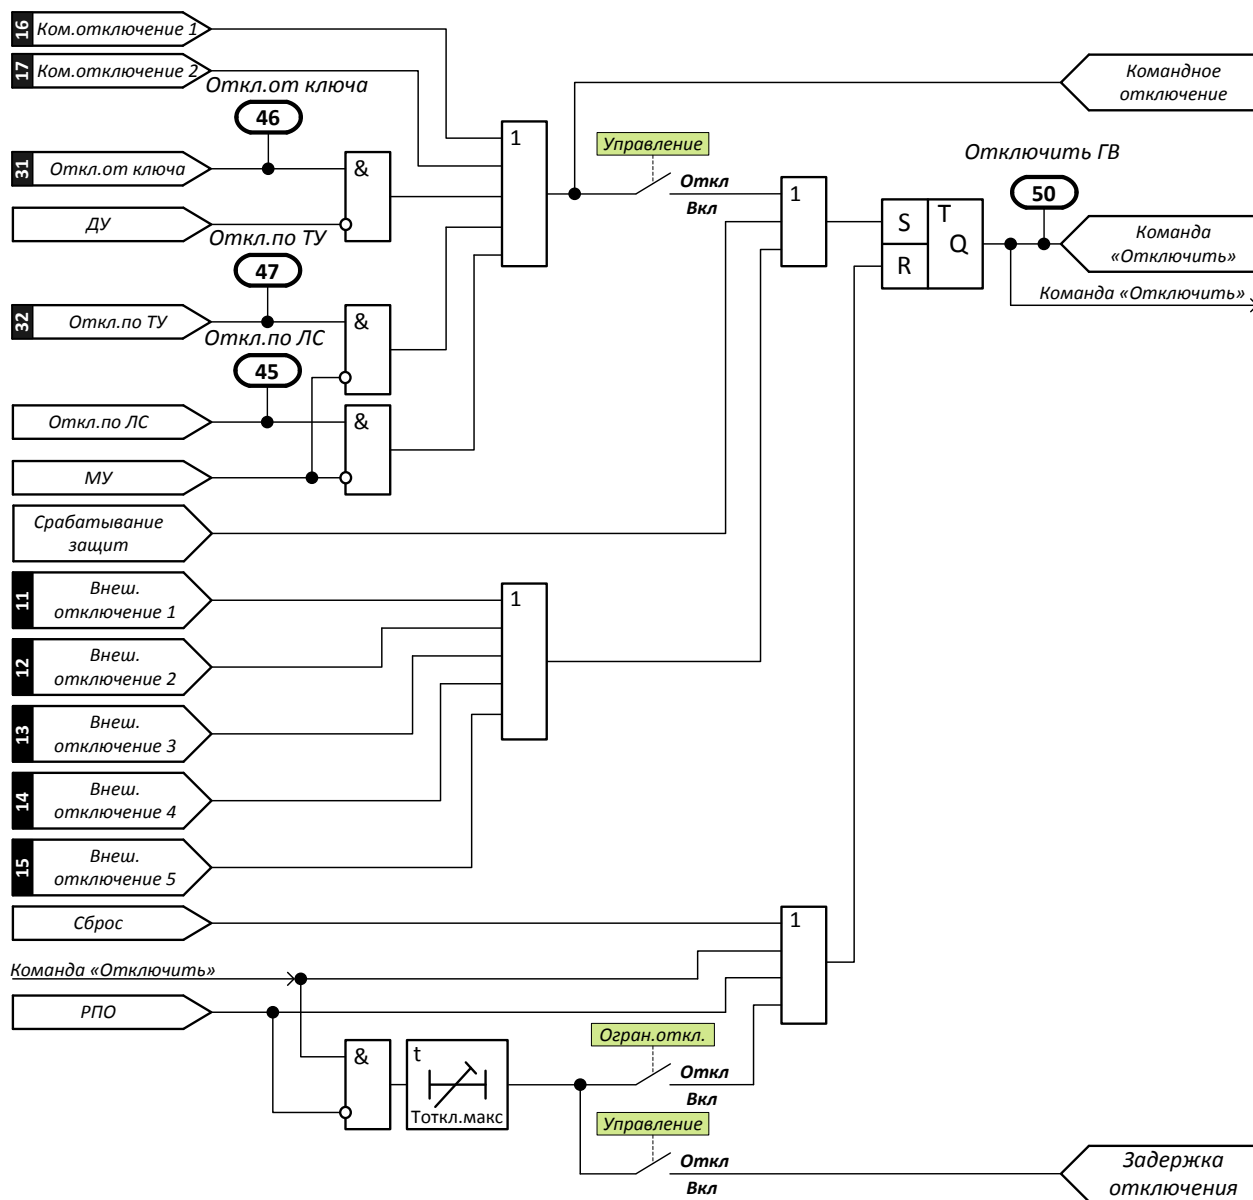 16 Ком.отключение 1
17 Ком.отключение 2
Откл.от ключа
46
31 Откл.от ключа
&
ДУ
Откл.по ТУ
47
32 Откл.по ТУ
&
Откл.по ЛС
45
Откл.по ЛС
&
МУ
Срабатывание
защит
11 Внеш.
отключение 1
12 Внеш.
отключение 2
13 Внеш.
отключение 3
14 Внеш.
отключение 4
15 Внеш.
отключение 5
Сброс
Команда «Отключить»
РПО
&
t
Tоткл.макс
1
1
Управление
Откл
Вкл
1
S
R
T
Q
Командное
отключение
Отключить ГВ
50
Команда
«Отключить»
Команда «Отключить»
1
Огран.откл.
Откл
Вкл
Управление
Откл
Вкл
Задержка
отключения